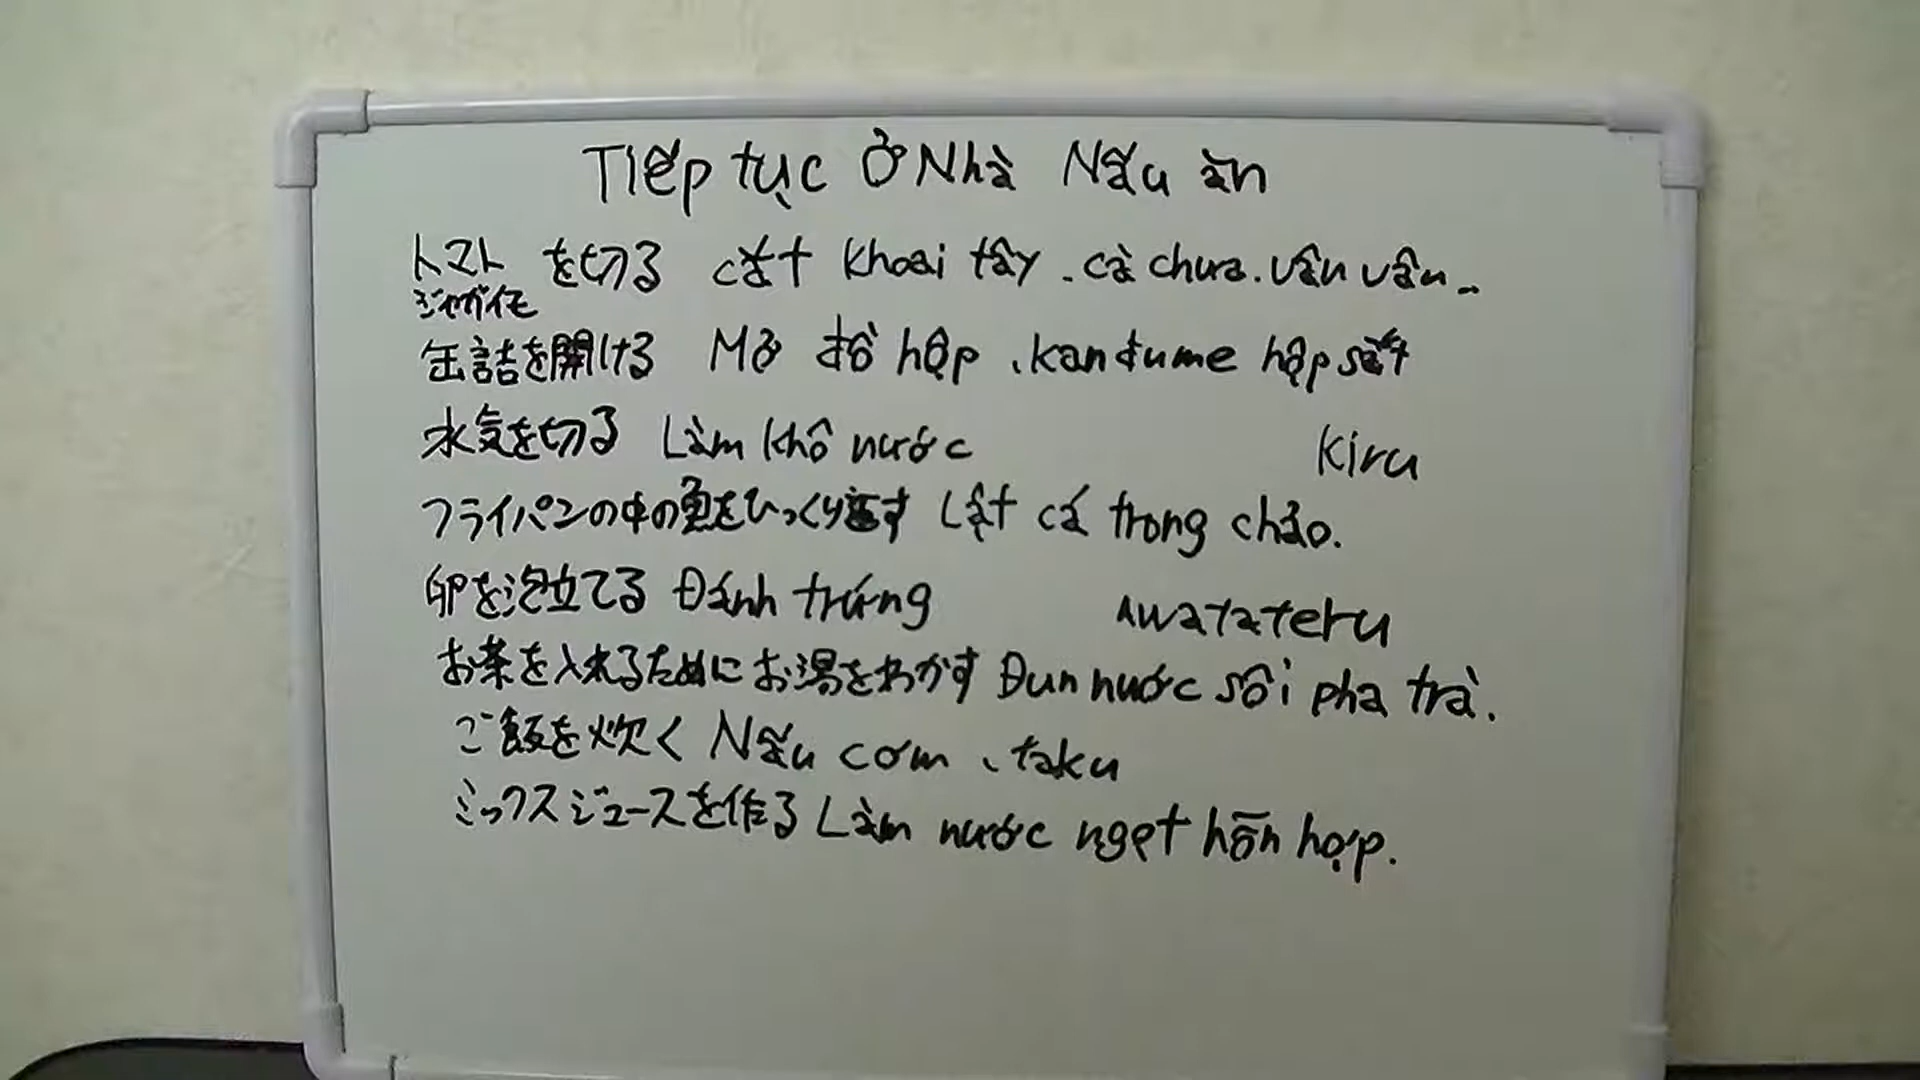 Tiếp tục ở Nhà Nấu ăn
トマト を切る cắt khoai tây . cà chua . vân vân ..
ジャガイモ
缶詰を開ける Mở đồ hộp . kandume hộp sắt
水気を切る Làm khô nước kiru
フライパンの中の魚をひっくり返す Lật cá trong chảo.
卵を泡立てる Đánh trứng Awatateru
お茶を入れるためにお湯をわかす Đun nước sôi pha trà.
ご飯を炊く Nấu cơm 、taku
ミックスジュースを作る Làm nước ngọt hỗn hợp.